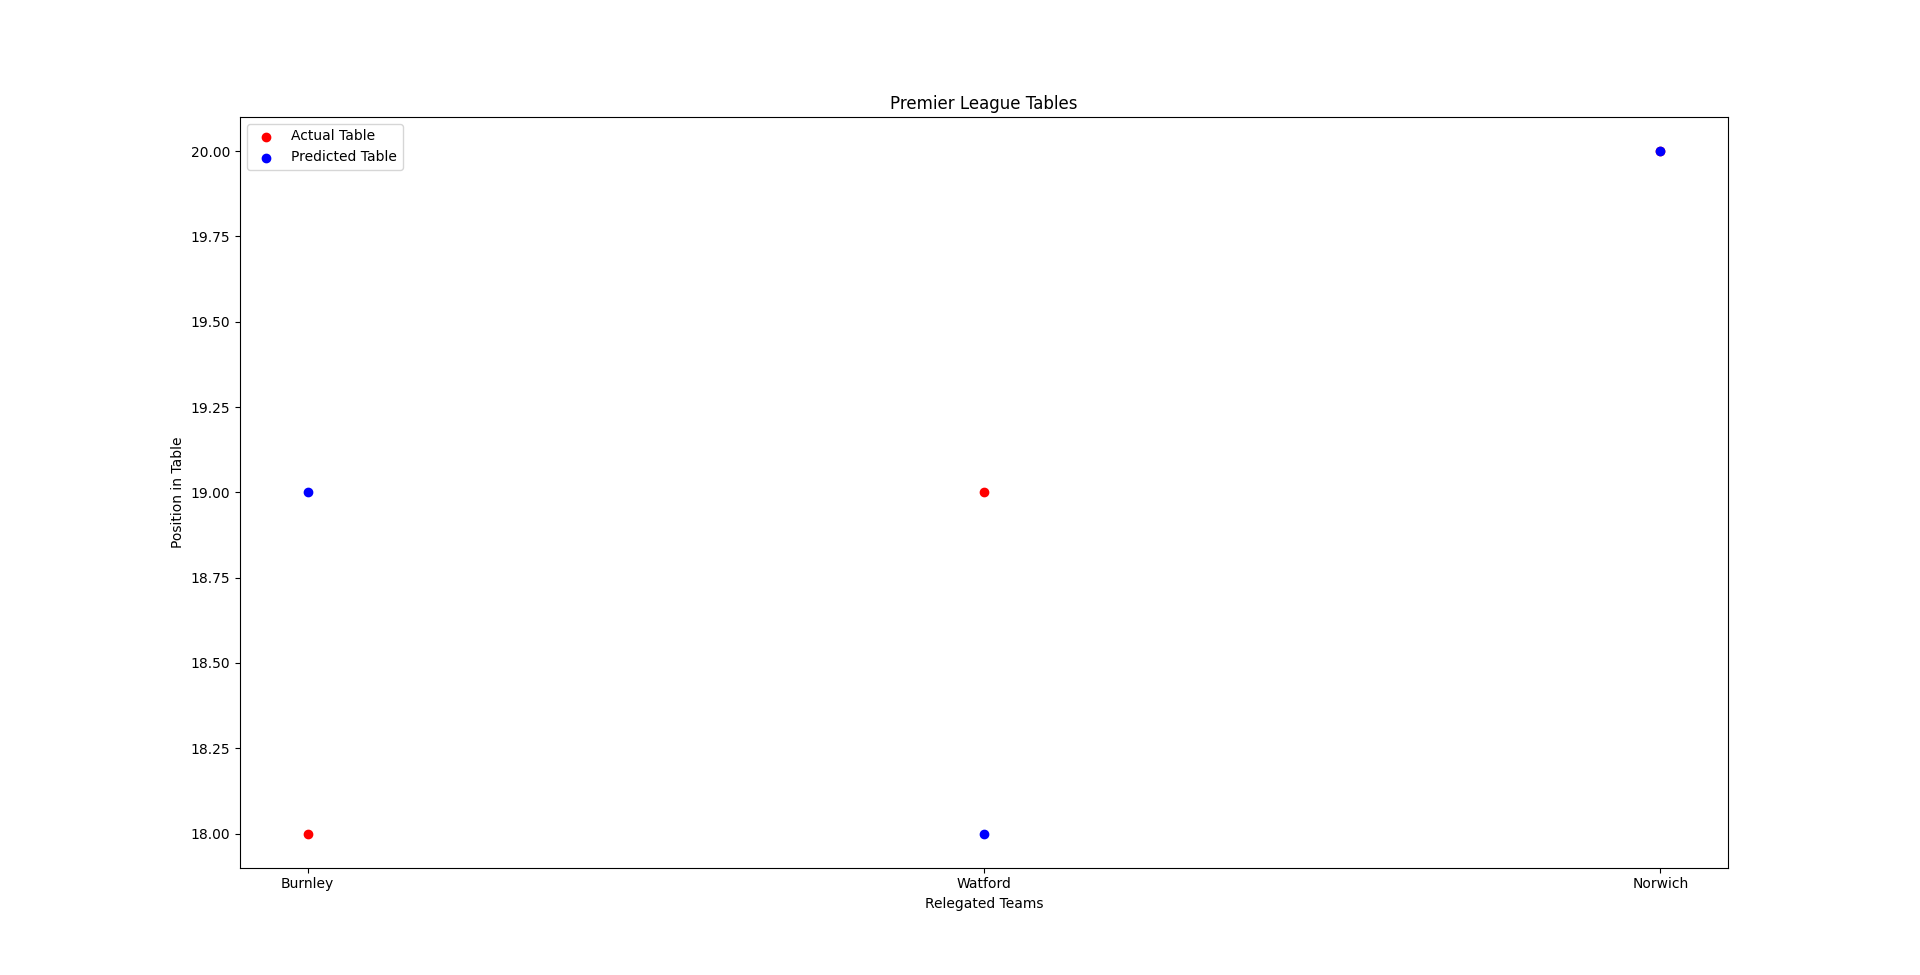 Premier League Tables
Actual Table
Predicted Table
20.00
19.75
19.50
19.25
19.00
18.75
18.50
18.25
18.00
Position in Table
Burnley Watford Norwich
Relegated Teams